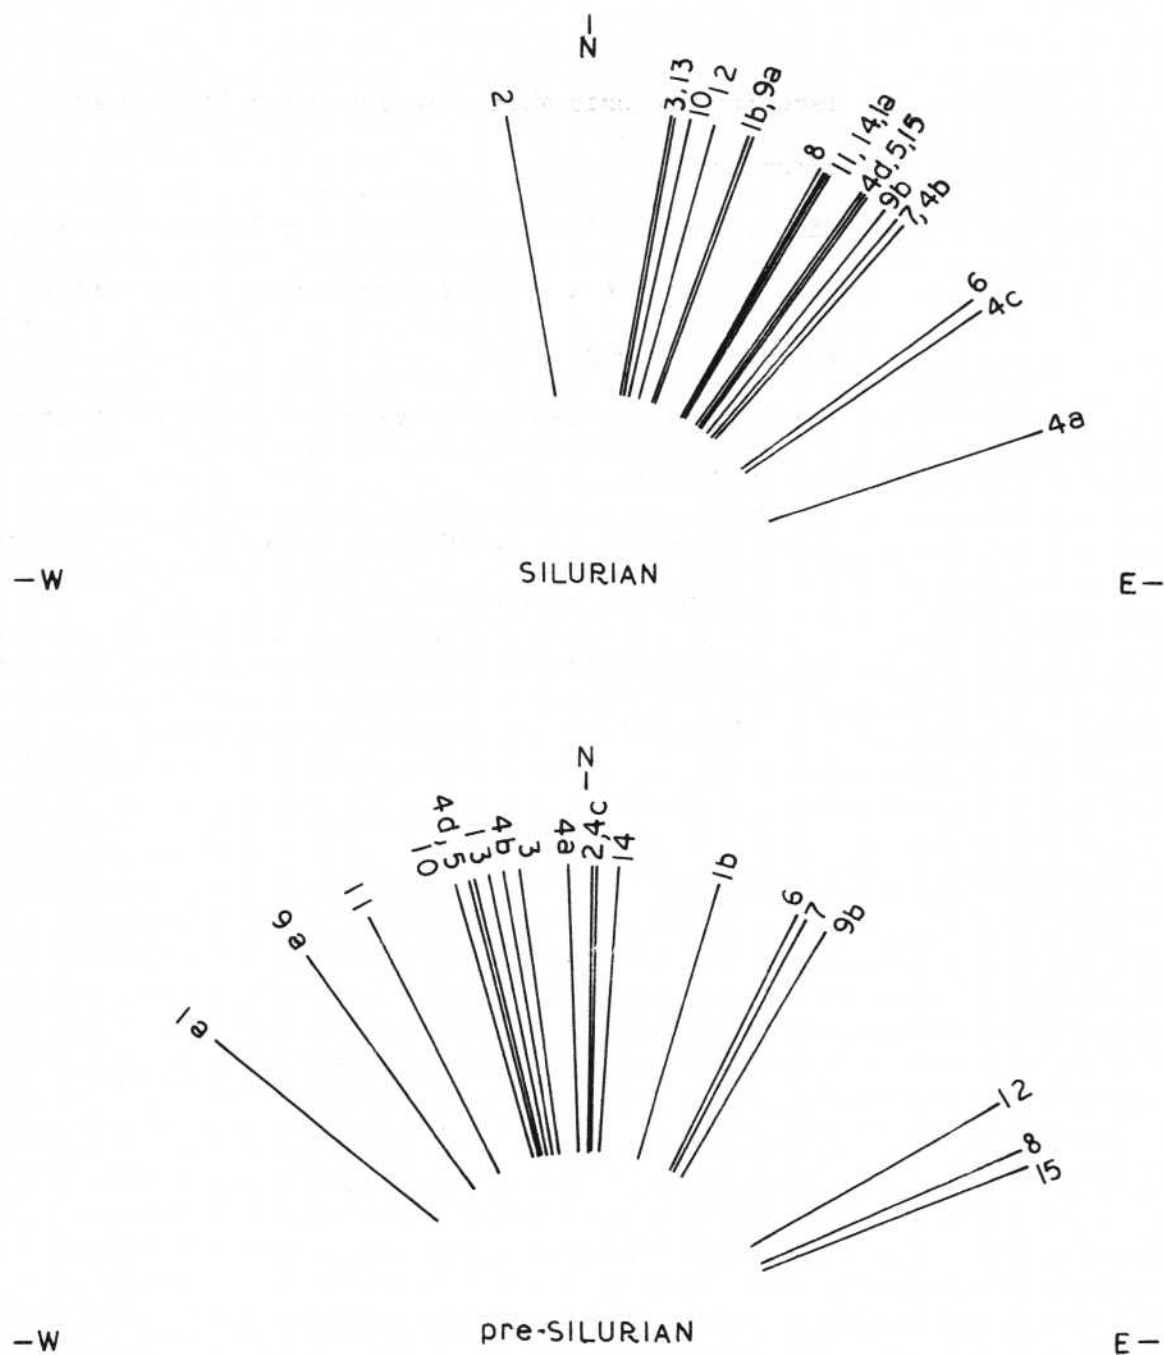 N
2
3, 13
10
12
1b, 9a
8
11, 14, 1a
4d, 5, 15
9b
7, 4b
6
4c
4a
–W
SILURIAN
E–
N
1a
9a
11
10
4d, 5
13
4b
3
4a
2, 4c
14
1b
6
7
9b
12
8
15
–W
pre-SILURIAN
E–